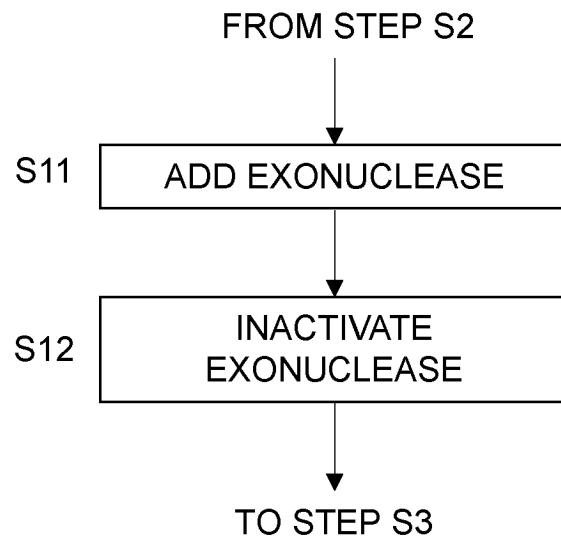 FROM STEP S2
S11
ADD EXONUCLEASE
S12
INACTIVATE
EXONUCLEASE
TO STEP S3